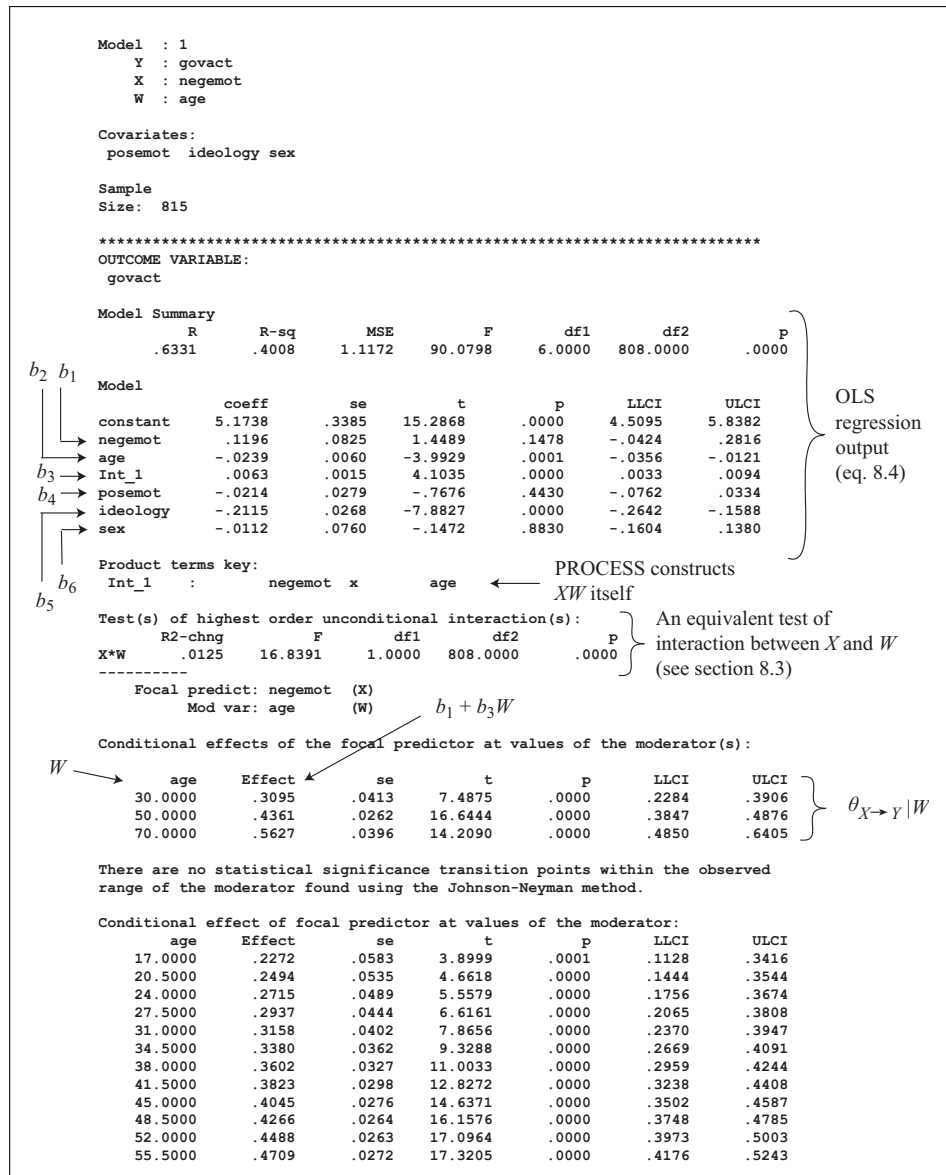 Model : 1
Y : govact
X : negemot
W : age
Covariates:
posemot ideology sex
Sample
Size: 815
**************************************************************************
OUTCOME VARIABLE:
govact
Model Summary
R R-sq MSE F df1 df2 p
.6331 .4008 1.1172 90.0798 6.0000 808.0000 .0000
b2 b1
Model
coeff se t p LLCI ULCI
constant 5.1738 .3385 15.2868 .0000 4.5095 5.8382
negemot .1196 .0825 1.4489 .1478 -.0424 .2816
age -.0239 .0060 -3.9929 .0001 -.0356 -.0121
b3 Int_1 .0063 .0015 4.1035 .0000 .0033 .0094
b4 posemot -.0214 .0279 -.7676 .4430 -.0762 .0334
ideology -.2115 .0268 -7.8827 .0000 -.2642 -.1588
sex -.0112 .0760 -.1472 .8830 -.1604 .1380
b6
b5
OLS
regression
output
(eq. 8.4)
Product terms key:
Int_1 : negemot x age
PROCESS constructs
XW itself
Test(s) of highest order unconditional interaction(s):
R2-chng F df1 df2 p
X*W .0125 16.8391 1.0000 808.0000 .0000
An equivalent test of
interaction between X and W
(see section 8.3)
----------
Focal predict: negemot (X)
Mod var: age (W)
b1 + b3W
Conditional effects of the focal predictor at values of the moderator(s):
W
age Effect se t p LLCI ULCI
30.0000 .3095 .0413 7.4875 .0000 .2284 .3906
50.0000 .4361 .0262 16.6444 .0000 .3847 .4876
70.0000 .5627 .0396 14.2090 .0000 .4850 .6405
θX→Y|W
There are no statistical significance transition points within the observed
range of the moderator found using the Johnson-Neyman method.
Conditional effect of focal predictor at values of the moderator:
age Effect se t p LLCI ULCI
17.0000 .2272 .0583 3.8999 .0001 .1128 .3416
20.5000 .2494 .0535 4.6618 .0000 .1444 .3544
24.0000 .2715 .0489 5.5579 .0000 .1756 .3674
27.5000 .2937 .0444 6.6161 .0000 .2065 .3808
31.0000 .3158 .0402 7.8656 .0000 .2370 .3947
34.5000 .3380 .0362 9.3288 .0000 .2669 .4091
38.0000 .3602 .0327 11.0033 .0000 .2959 .4244
41.5000 .3823 .0298 12.8272 .0000 .3238 .4408
45.0000 .4045 .0276 14.6371 .0000 .3502 .4587
48.5000 .4266 .0264 16.1576 .0000 .3748 .4785
52.0000 .4488 .0263 17.0964 .0000 .3973 .5003
55.5000 .4709 .0272 17.3205 .0000 .4176 .5243